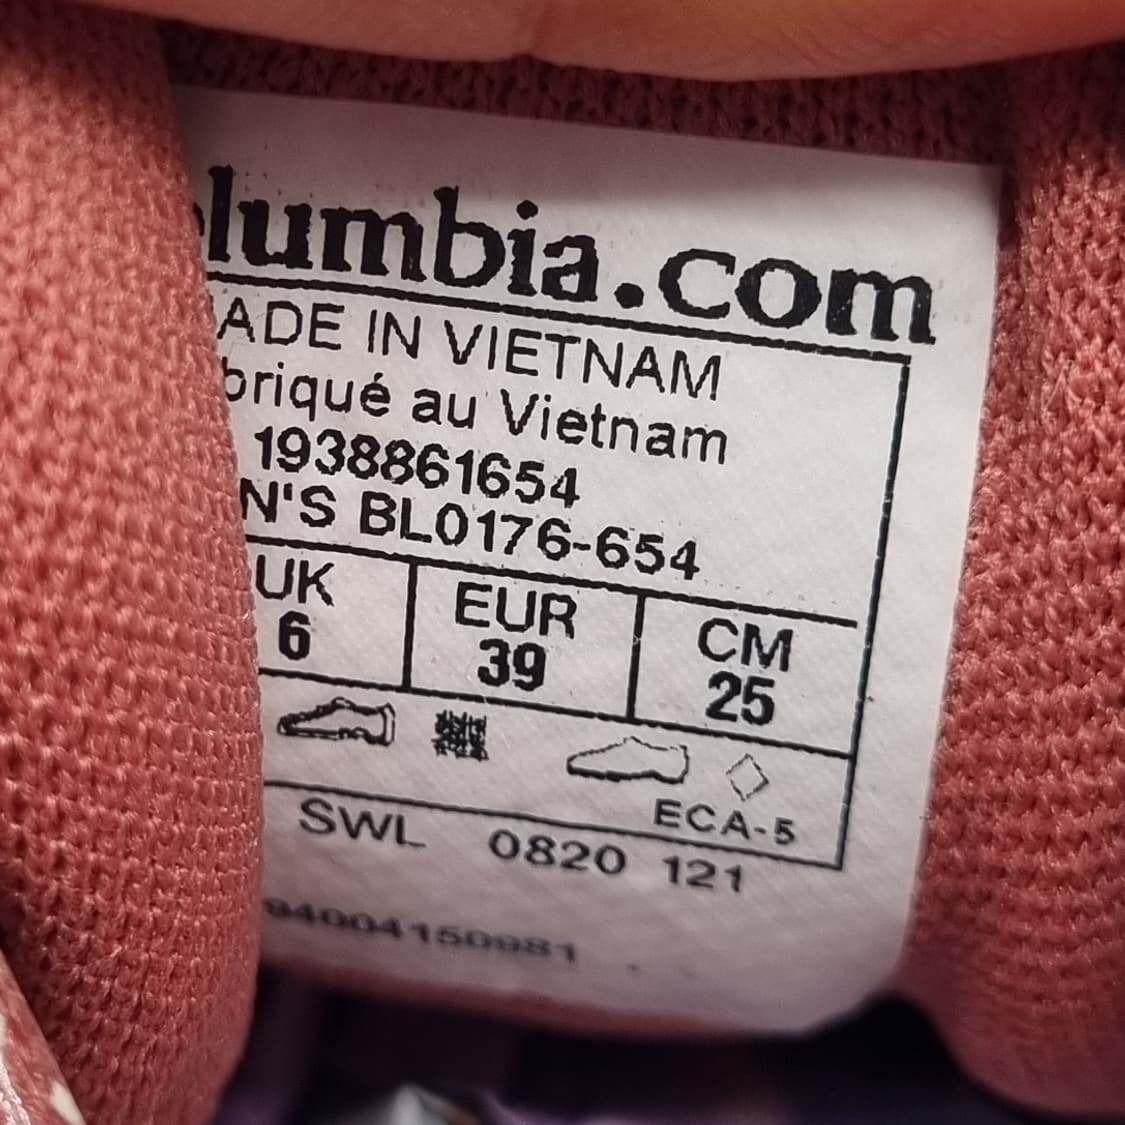 lumbia.com
ADE IN VIETNAM
briqué au Vietnam
1938861654
N'S BL0176-654
UK EUR CM
6 39 25
ECA-5
SWL 0820 121
94004150981